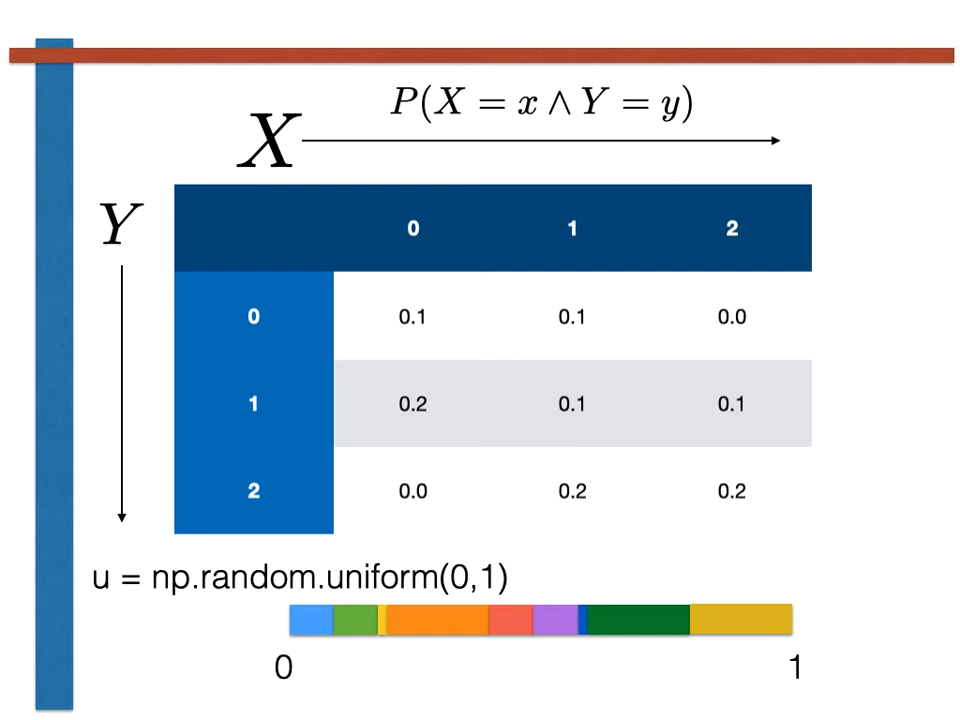 P(X = x ∧ Y = y)
X
Y
0 1 2
0 0.1 0.1 0.0
1 0.2 0.1 0.1
2 0.0 0.2 0.2
u = np.random.uniform(0,1)
0 1